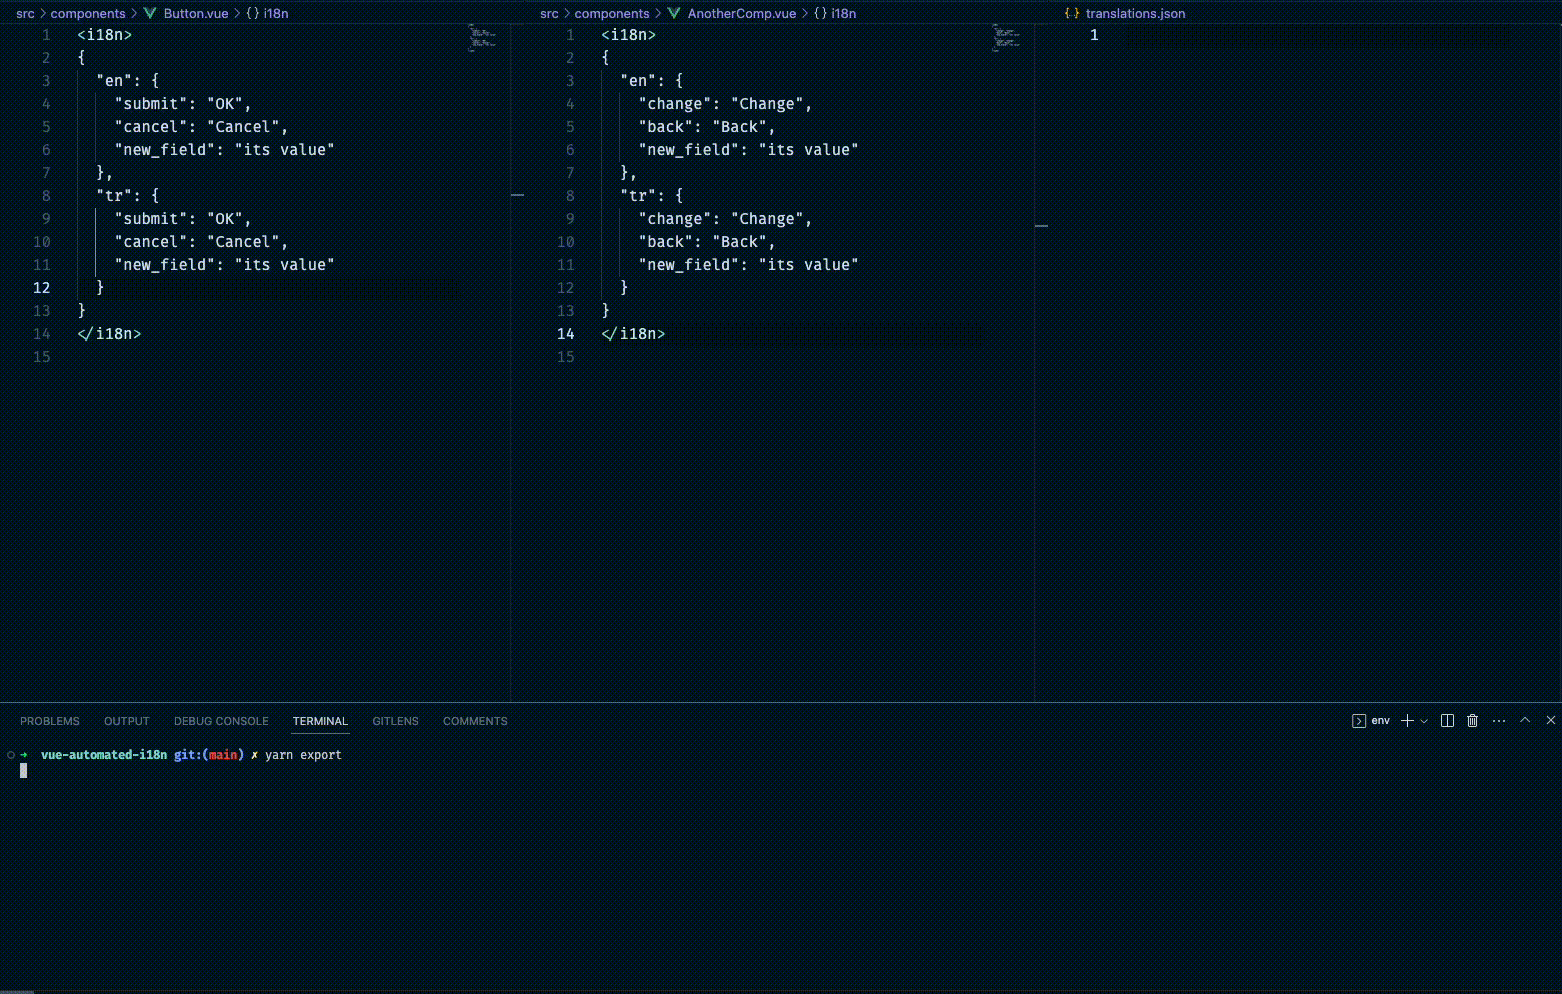 src > components > Button.vue > {} i18n
1 <i18n>
2 {
3 "en": {
4 "submit": "OK",
5 "cancel": "Cancel",
6 "new_field": "its value"
7 },
8 "tr": {
9 "submit": "OK",
10 "cancel": "Cancel",
11 "new_field": "its value"
12 }
13 }
14 </i18n>
15
src > components > AnotherComp.vue > {} i18n
1 <i18n>
2 {
3 "en": {
4 "change": "Change",
5 "back": "Back",
6 "new_field": "its value"
7 },
8 "tr": {
9 "change": "Change",
10 "back": "Back",
11 "new_field": "its value"
12 }
13 }
14 </i18n>
15
{} translations.json
1
PROBLEMS OUTPUT DEBUG CONSOLE TERMINAL GITLENS COMMENTS env
➜ vue-automated-i18n git:(main) ✗ yarn export